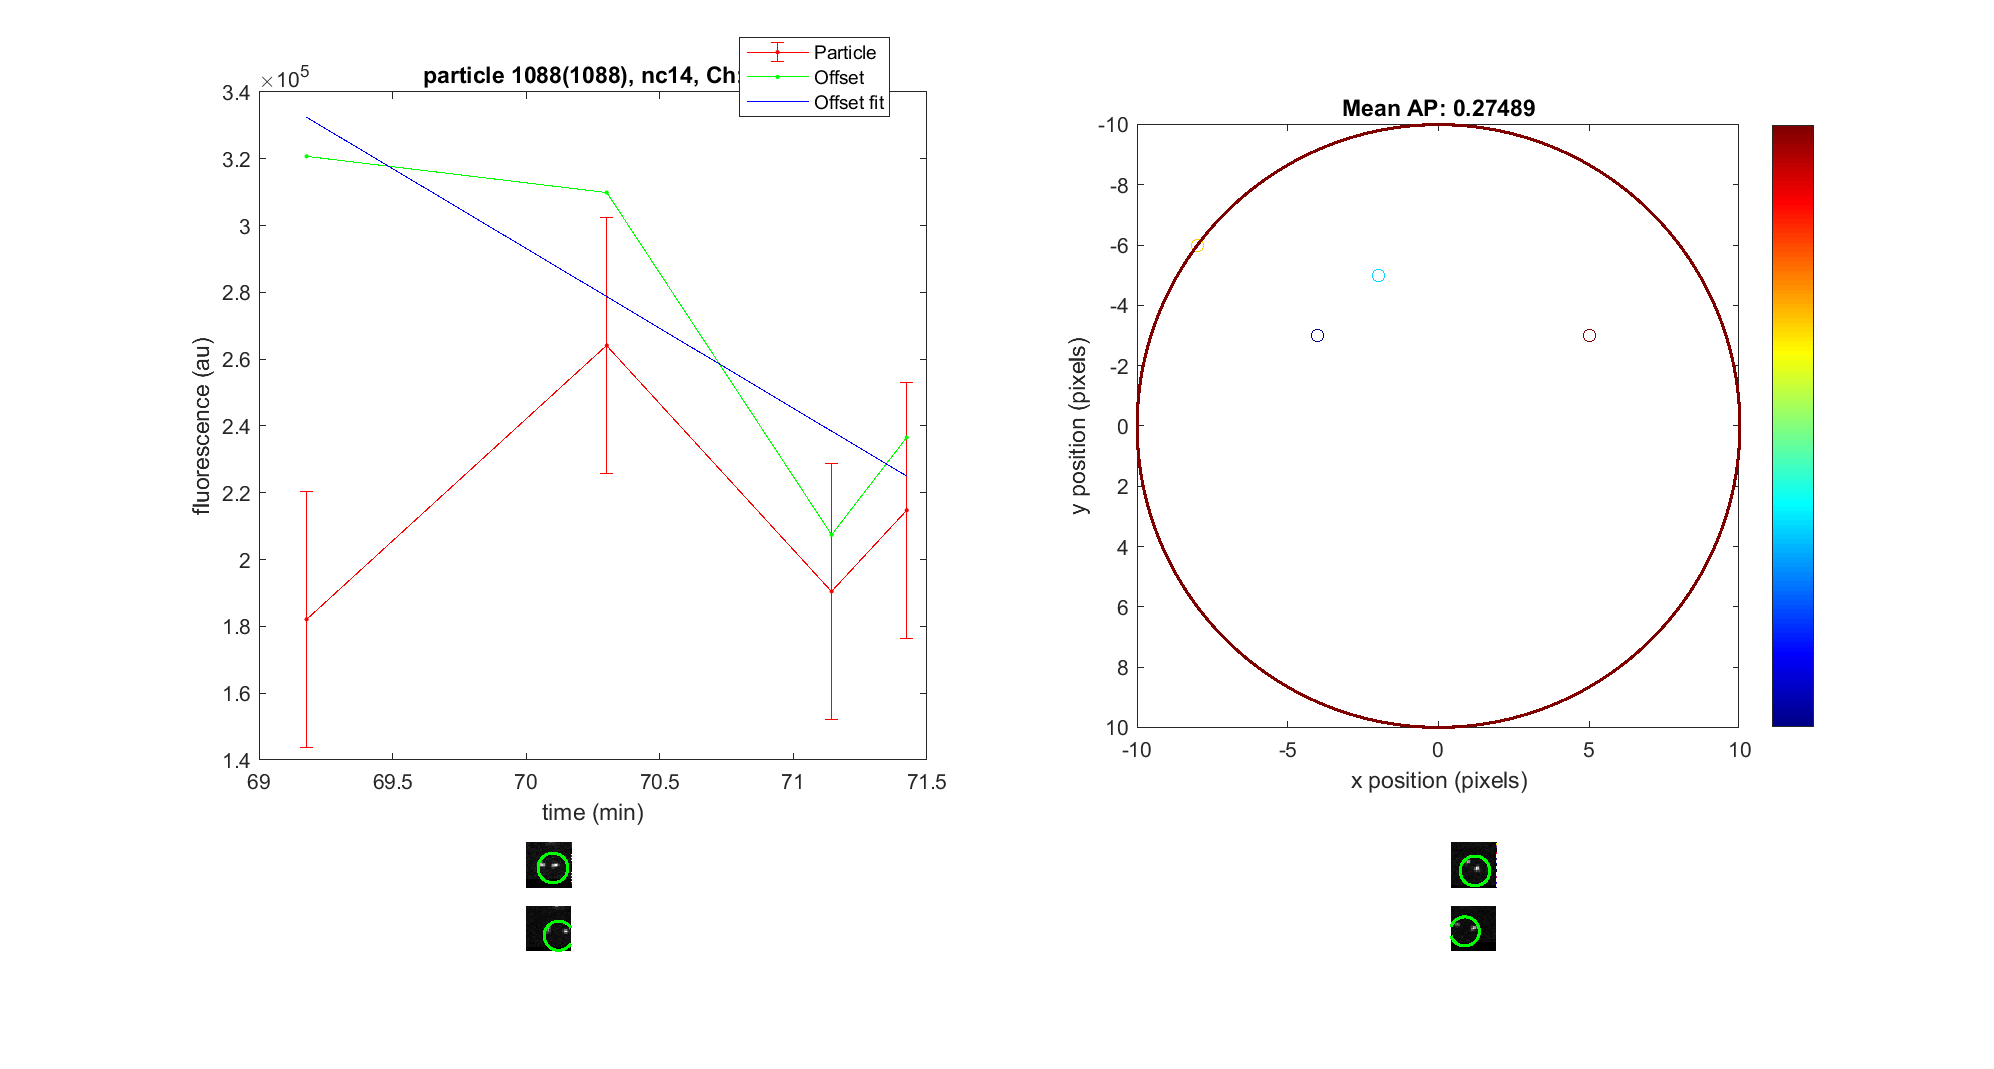 Particle
Offset
Offset fit
×10^5
particle 1088(1088), nc14, Ch:
3.4
3.2
3
2.8
2.6
2.4
2.2
2
1.8
1.6
1.4
fluorescence (au)
69 69.5 70 70.5 71 71.5
time (min)
Mean AP: 0.27489
-10
-8
-6
-4
-2
0
2
4
6
8
10
y position (pixels)
-10 -5 0 5 10
x position (pixels)